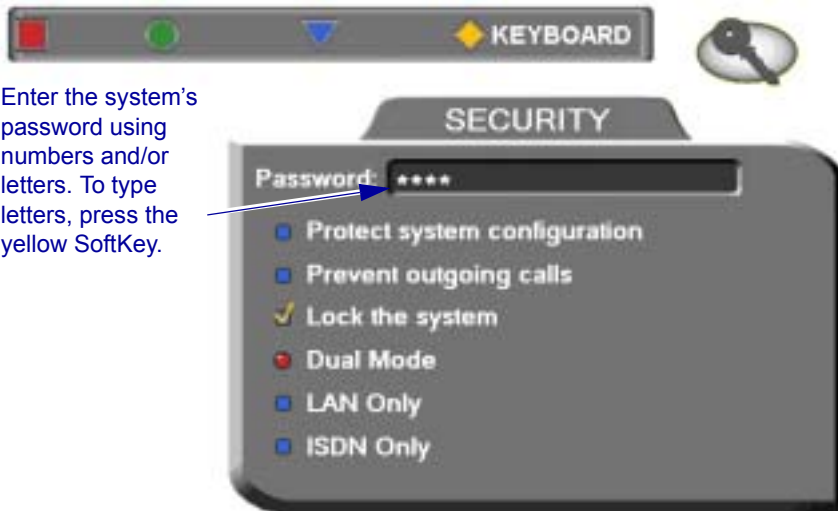 KEYBOARD
Enter the system's
password using
numbers and/or
letters. To type
letters, press the
yellow SoftKey.
SECURITY
Password: ****
Protect system configuration
Prevent outgoing calls
Lock the system
Dual Mode
LAN Only
ISDN Only